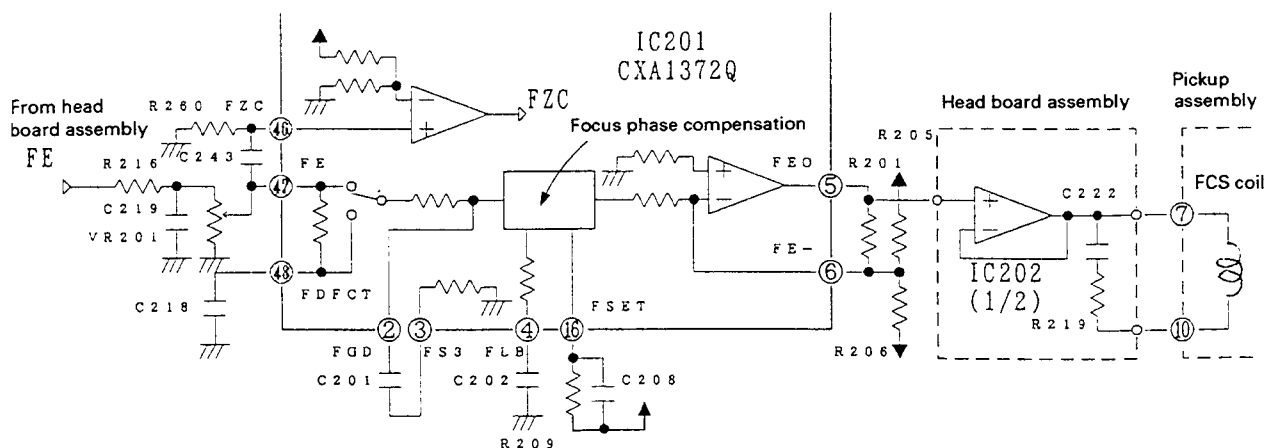 IC201
CXA1372Q
From head
board assembly
FE
R260
FZC
46
C243
FZC
Focus phase compensation
Head board assembly
Pickup
assembly
R216
FE
47
C219
VR201
48
FDFCT
C218
FEO
5
R205
R201
C222
7
FCS coil
FE-
6
IC202
(1/2)
R219
10
R206
2
3
4
16
FSET
FGD
FS3
FLB
C201
C202
C208
R209